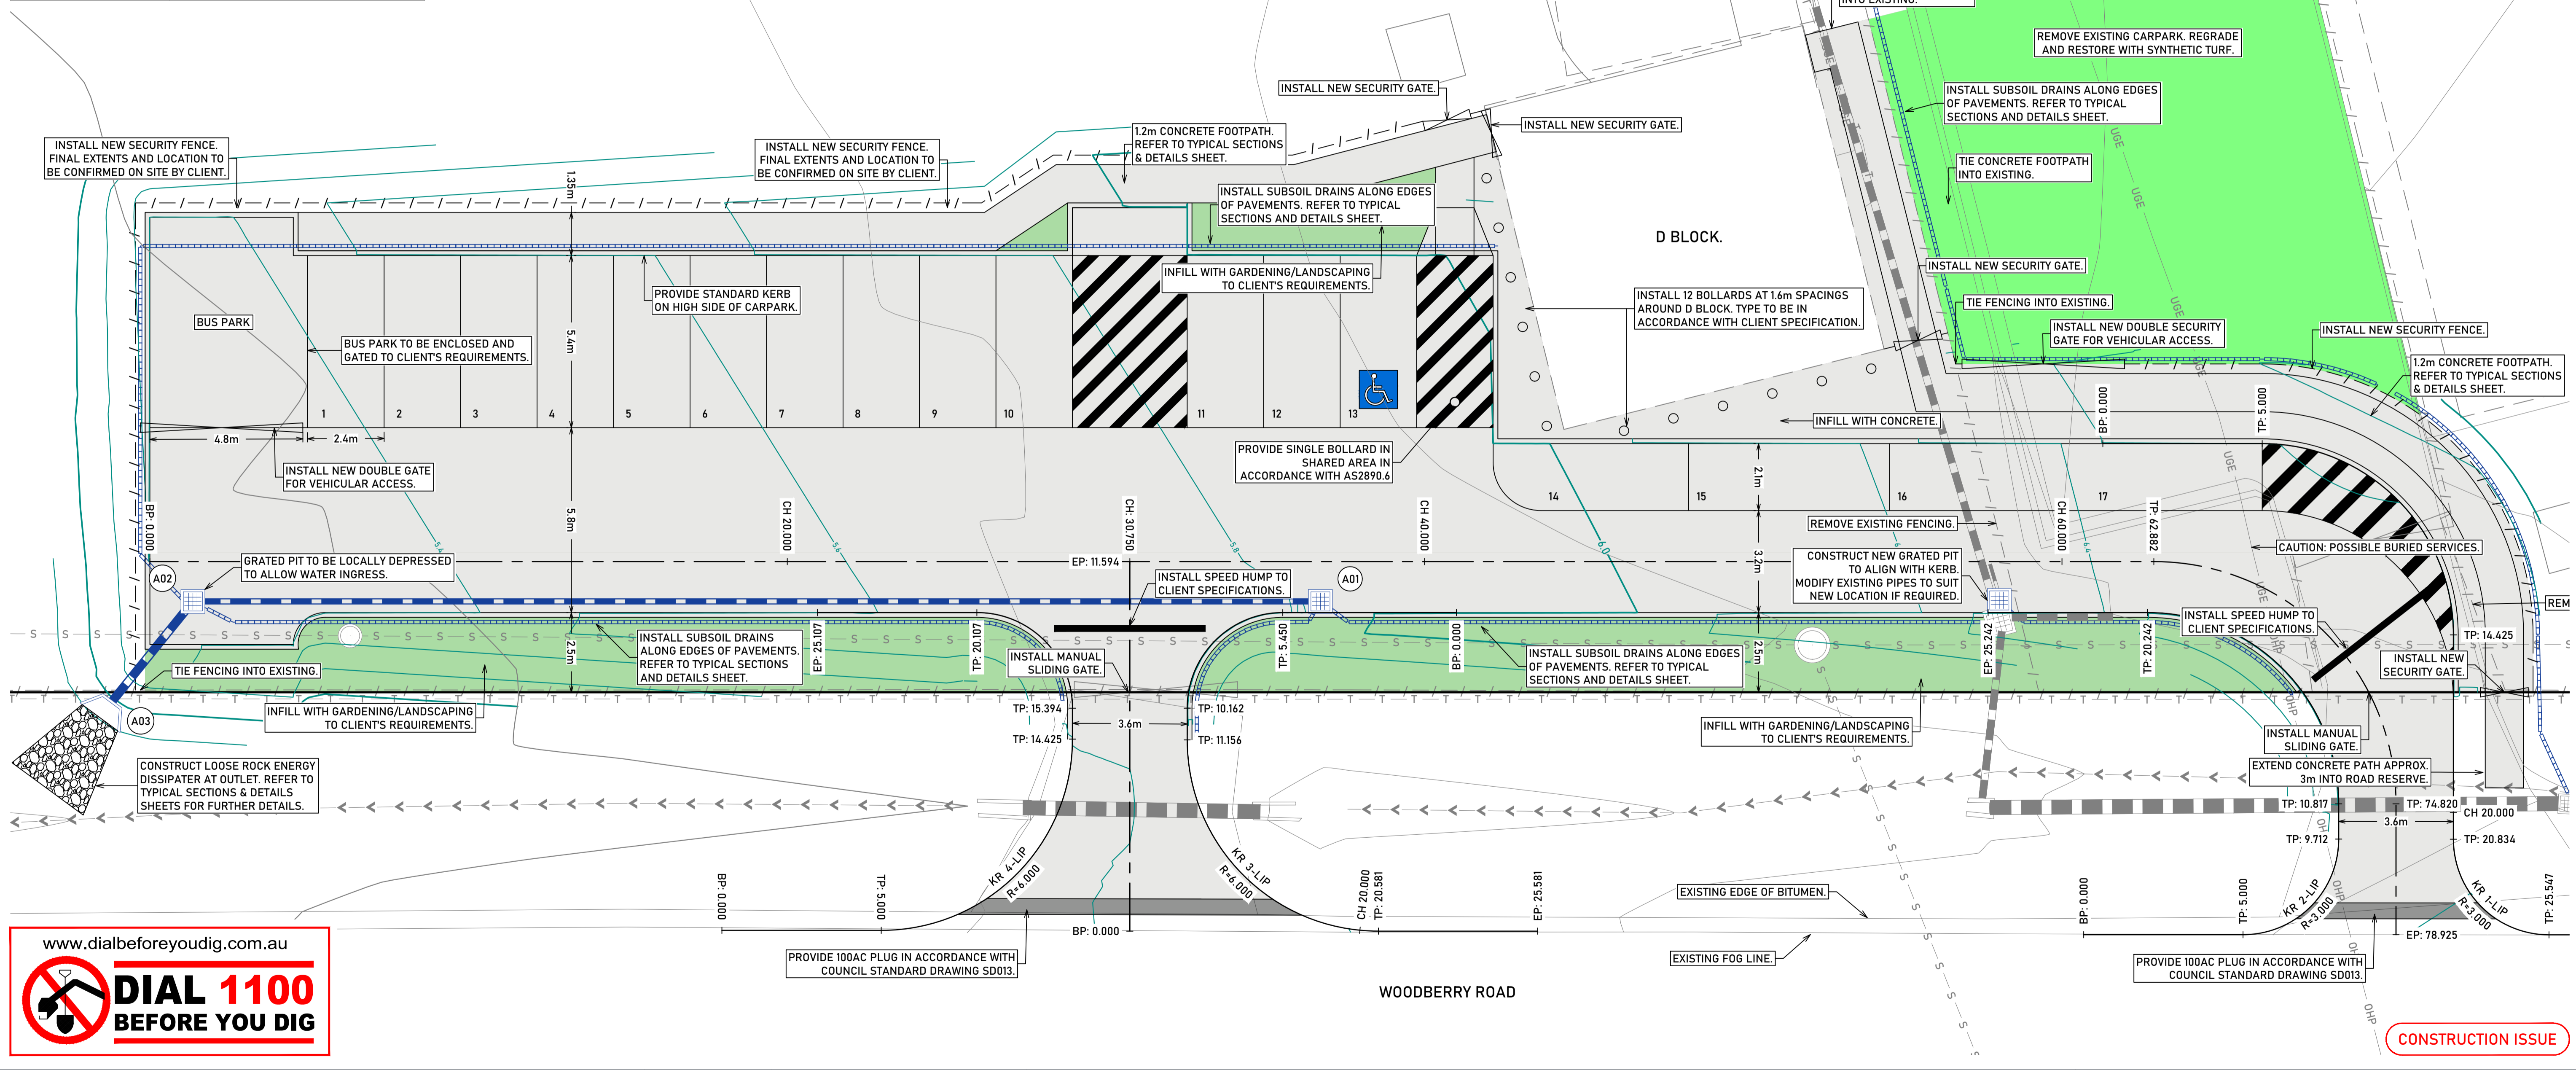 INTO EXISTING.
REMOVE EXISTING CARPARK. REGRADE
AND RESTORE WITH SYNTHETIC TURF.
INSTALL NEW SECURITY GATE.
INSTALL SUBSOIL DRAINS ALONG EDGES
OF PAVEMENTS. REFER TO TYPICAL
SECTIONS AND DETAILS SHEET.
INSTALL NEW SECURITY GATE.
1.2m CONCRETE FOOTPATH.
REFER TO TYPICAL SECTIONS
& DETAILS SHEET.
INSTALL NEW SECURITY FENCE.
FINAL EXTENTS AND LOCATION TO
BE CONFIRMED ON SITE BY CLIENT.
INSTALL NEW SECURITY FENCE.
FINAL EXTENTS AND LOCATION TO
BE CONFIRMED ON SITE BY CLIENT.
TIE CONCRETE FOOTPATH
INTO EXISTING.
1.35m
INSTALL SUBSOIL DRAINS ALONG EDGES
OF PAVEMENTS. REFER TO TYPICAL
SECTIONS AND DETAILS SHEET.
UGE
UGE
UGE
UGE
UGE
UGE
D BLOCK.
INFILL WITH GARDENING/LANDSCAPING
TO CLIENT'S REQUIREMENTS.
INSTALL NEW SECURITY GATE.
PROVIDE STANDARD KERB
ON HIGH SIDE OF CARPARK.
INSTALL 12 BOLLARDS AT 1.6m SPACINGS
AROUND D BLOCK. TYPE TO BE IN
ACCORDANCE WITH CLIENT SPECIFICATION.
TIE FENCING INTO EXISTING.
BUS PARK
INSTALL NEW DOUBLE SECURITY
GATE FOR VEHICULAR ACCESS.
INSTALL NEW SECURITY FENCE.
5.4m
BUS PARK TO BE ENCLOSED AND
GATED TO CLIENT'S REQUIREMENTS.
1.2m CONCRETE FOOTPATH.
REFER TO TYPICAL SECTIONS
& DETAILS SHEET.
1
2
3
4
5
6
7
8
9
10
11
12
13
BP: 0.000
TP: 5.000
INFILL WITH CONCRETE.
4.8m
2.4m
PROVIDE SINGLE BOLLARD IN
SHARED AREA IN
ACCORDANCE WITH AS2890.6
INSTALL NEW DOUBLE GATE
FOR VEHICULAR ACCESS.
2.1m
14
15
16
17
BP: 0.000
5.8m
CH 20.000
CH: 30.750
CH 40.000
CH 60.000
TP: 62.882
REMOVE EXISTING FENCING.
5.4
5.6
5.8
6.0
6.4
CAUTION: POSSIBLE BURIED SERVICES.
EP: 11.594
3.2m
GRATED PIT TO BE LOCALLY DEPRESSED
TO ALLOW WATER INGRESS.
A02
A01
INSTALL SPEED HUMP TO
CLIENT SPECIFICATIONS.
CONSTRUCT NEW GRATED PIT
TO ALIGN WITH KERB.
MODIFY EXISTING PIPES TO SUIT
NEW LOCATION IF REQUIRED.
REM
INSTALL SPEED HUMP TO
CLIENT SPECIFICATIONS.
TP: 14.425
2.5m
INSTALL SUBSOIL DRAINS
ALONG EDGES OF PAVEMENTS.
REFER TO TYPICAL SECTIONS
AND DETAILS SHEET.
EP: 25.107
TP: 20.107
INSTALL MANUAL
SLIDING GATE.
TP: 5.450
BP: 0.000
INSTALL SUBSOIL DRAINS ALONG EDGES
OF PAVEMENTS. REFER TO TYPICAL
SECTIONS AND DETAILS SHEET.
2.5m
EP: 25.242
TP: 20.242
INSTALL NEW
SECURITY GATE.
TIE FENCING INTO EXISTING.
INFILL WITH GARDENING/LANDSCAPING
TO CLIENT'S REQUIREMENTS.
A03
TP: 15.394
TP: 10.162
3.6m
TP: 14.425
TP: 11.156
INFILL WITH GARDENING/LANDSCAPING
TO CLIENT'S REQUIREMENTS.
INSTALL MANUAL
SLIDING GATE.
CONSTRUCT LOOSE ROCK ENERGY
DISSIPATER AT OUTLET. REFER TO
TYPICAL SECTIONS & DETAILS
SHEETS FOR FURTHER DETAILS.
EXTEND CONCRETE PATH APPROX.
3m INTO ROAD RESERVE.
TP: 10.817
TP: 74.820
CH 20.000
3.6m
TP: 9.712
TP: 20.834
KR 4-LIP
R=6.000
KR 3-LIP
R=6.000
BP: 0.000
TP: 5.000
CH 20.000
TP: 20.581
EP: 25.581
EXISTING EDGE OF BITUMEN.
BP: 0.000
TP: 5.000
KR 2-LIP
R=3.000
KR 1-LIP
R=3.000
TP: 25.547
OHP
OHP
OHP
OHP
BP: 0.000
EP: 78.925
EXISTING FOG LINE.
PROVIDE 100AC PLUG IN ACCORDANCE WITH
COUNCIL STANDARD DRAWING SD013.
PROVIDE 100AC PLUG IN ACCORDANCE WITH
COUNCIL STANDARD DRAWING SD013.
WOODBERRY ROAD
www.dialbeforeyoudig.com.au
DIAL 1100
BEFORE YOU DIG
CONSTRUCTION ISSUE